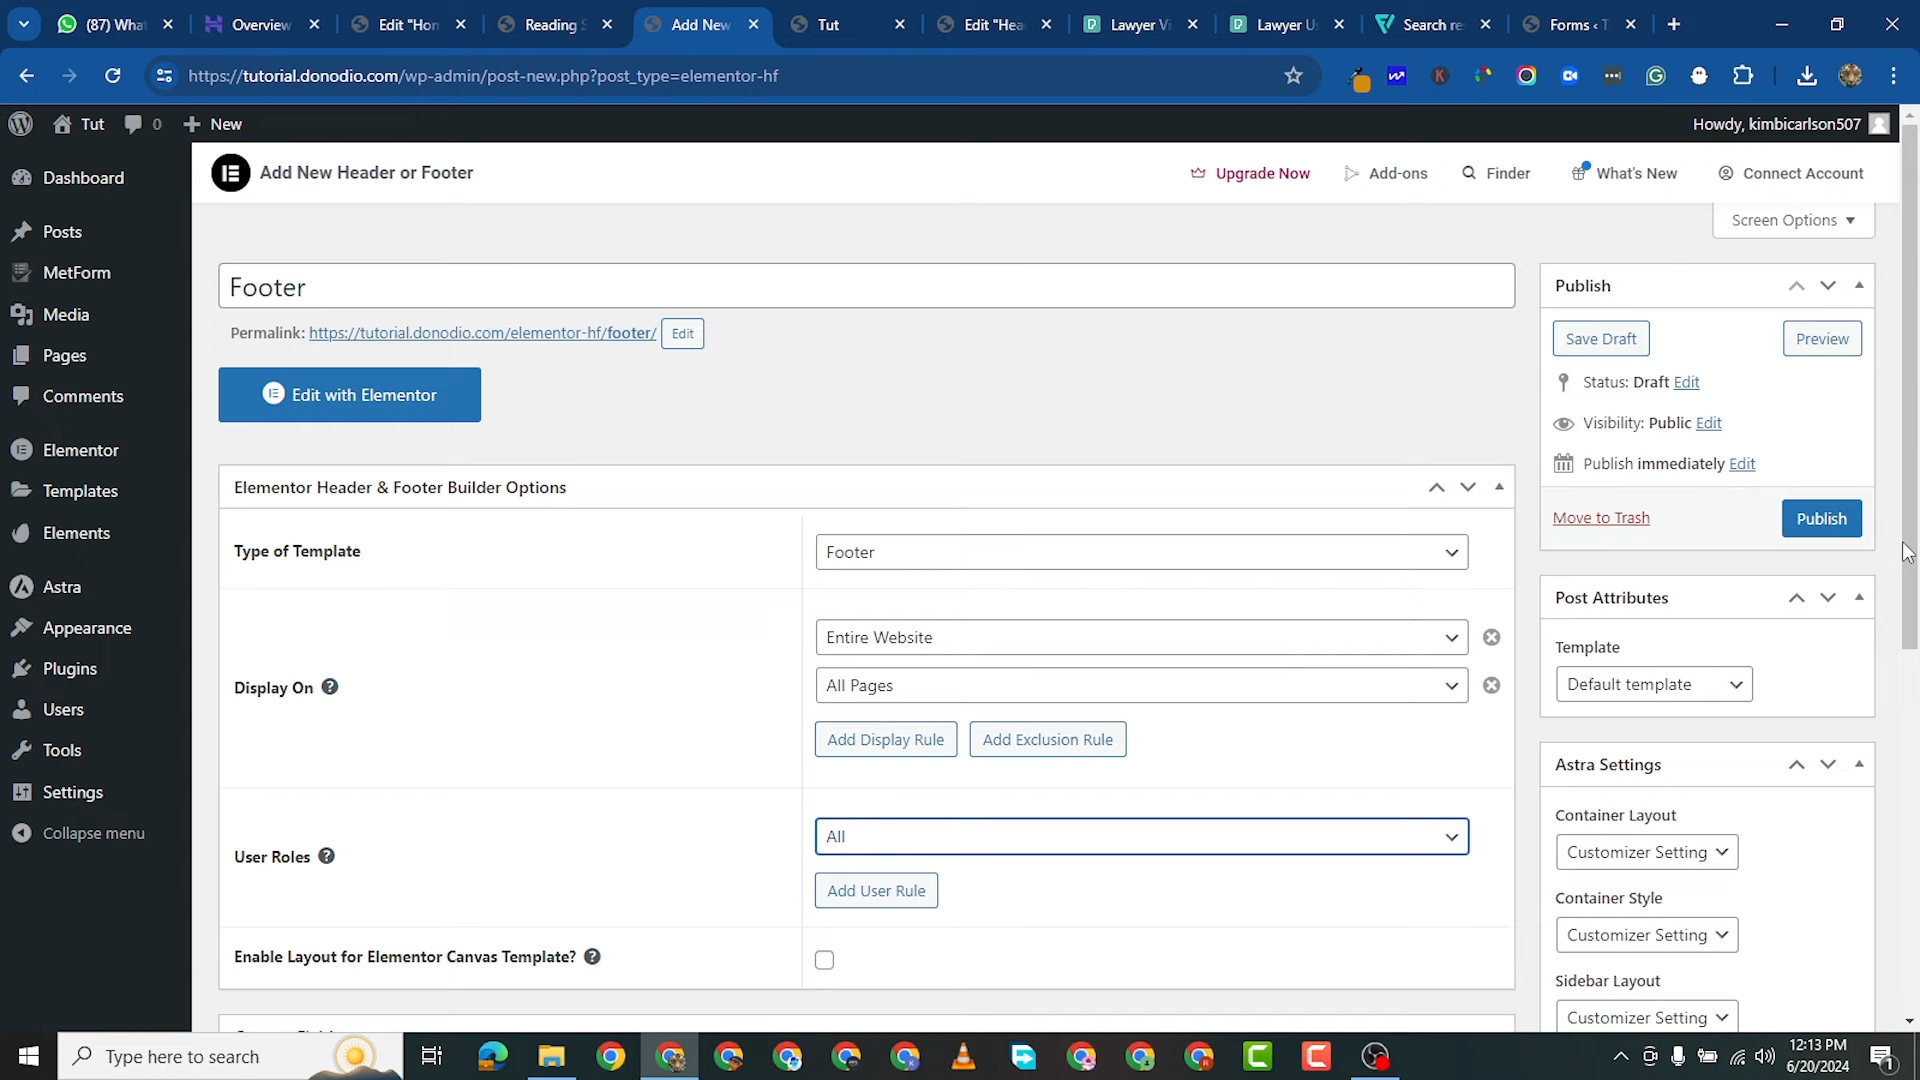 (87) What
Overview
Edit "Hom
Reading S
Add New
Tut
Edit "Hea
Lawyer Vi
Lawyer Us
Search re
Forms ‹ T
https://tutorial.donodio.com/wp-admin/post-new.php?post_type=elementor-hf
Tut
0
New
Howdy, kimbicarlson507
Dashboard
Posts
MetForm
Media
Pages
Comments
Elementor
Templates
Elements
Astra
Appearance
Plugins
Users
Tools
Settings
Collapse menu
Add New Header or Footer
Upgrade Now
Add-ons
Finder
What's New
Connect Account
Screen Options
Footer
Permalink: https://tutorial.donodio.com/elementor-hf/footer/ Edit
Edit with Elementor
Elementor Header & Footer Builder Options
Type of Template
Footer
Display On
Entire Website
All Pages
Add Display Rule
Add Exclusion Rule
User Roles
All
Add User Rule
Enable Layout for Elementor Canvas Template?
Publish
Save Draft
Preview
Status: Draft Edit
Visibility: Public Edit
Publish immediately Edit
Move to Trash
Publish
Post Attributes
Template
Default template
Astra Settings
Container Layout
Customizer Setting
Container Style
Customizer Setting
Sidebar Layout
Customizer Setting
Type here to search
12:13 PM
6/20/2024
1